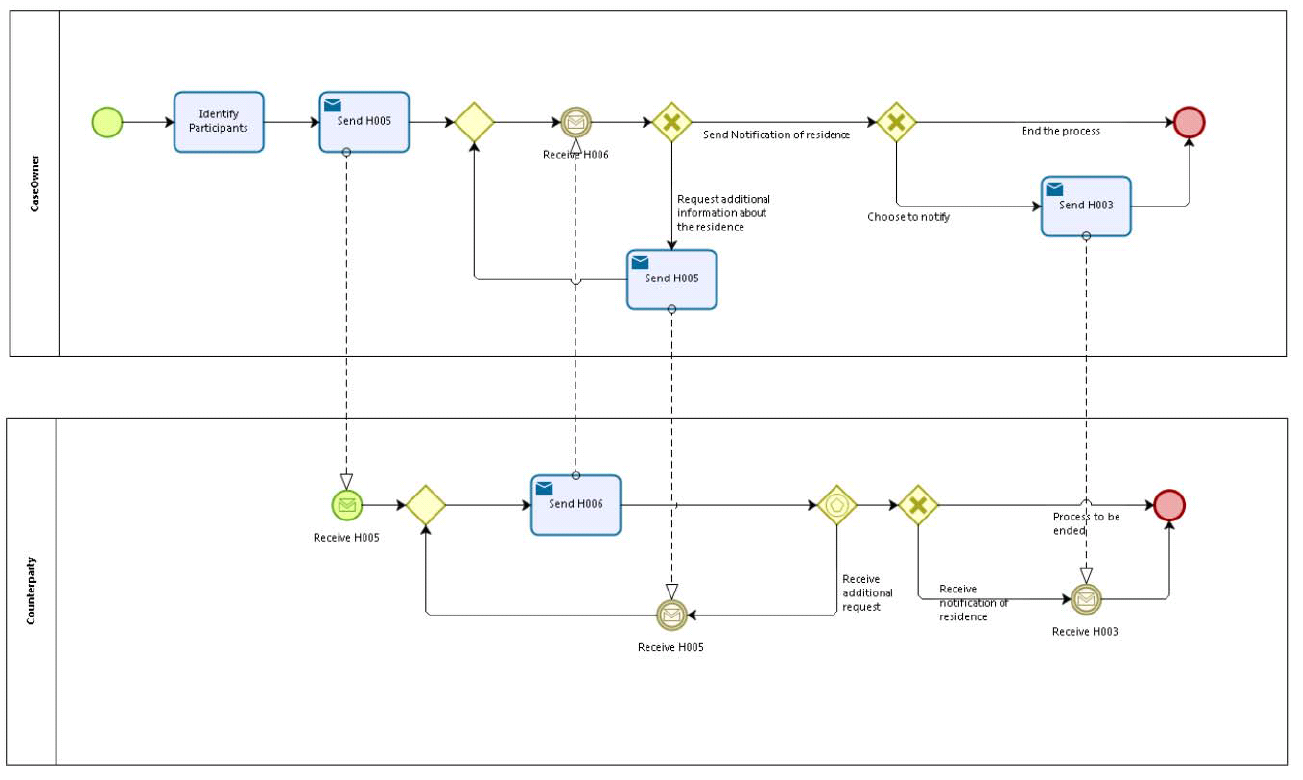 CaseOwner
Identify
Participants
Send H005
Receive H006
Send Notification of residence
End the process
Request additional
information about
the residence
Choose to notify
Send H003
Send H005
Counterparty
Receive H005
Send H006
Process to be
ended
Receive
additional
request
Receive
notification of
residence
Receive H005
Receive H003